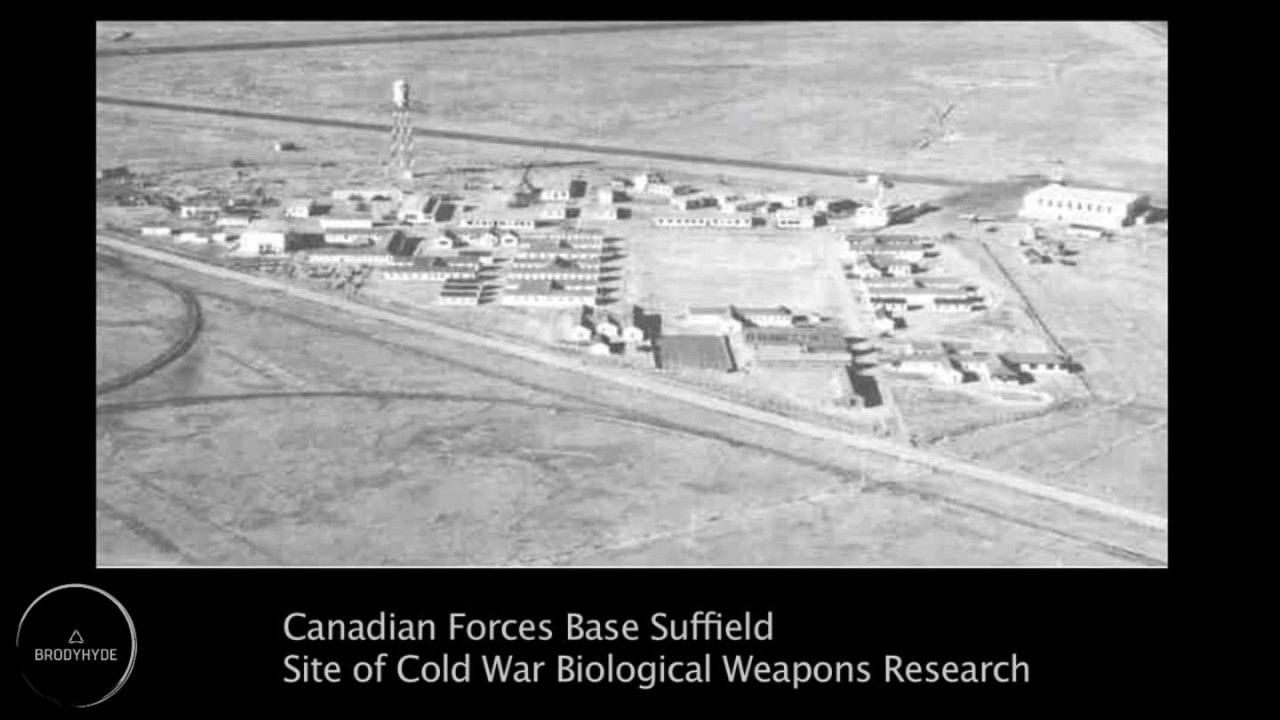 BRODYHYDE
Canadian Forces Base Suffield
Site of Cold War Biological Weapons Research